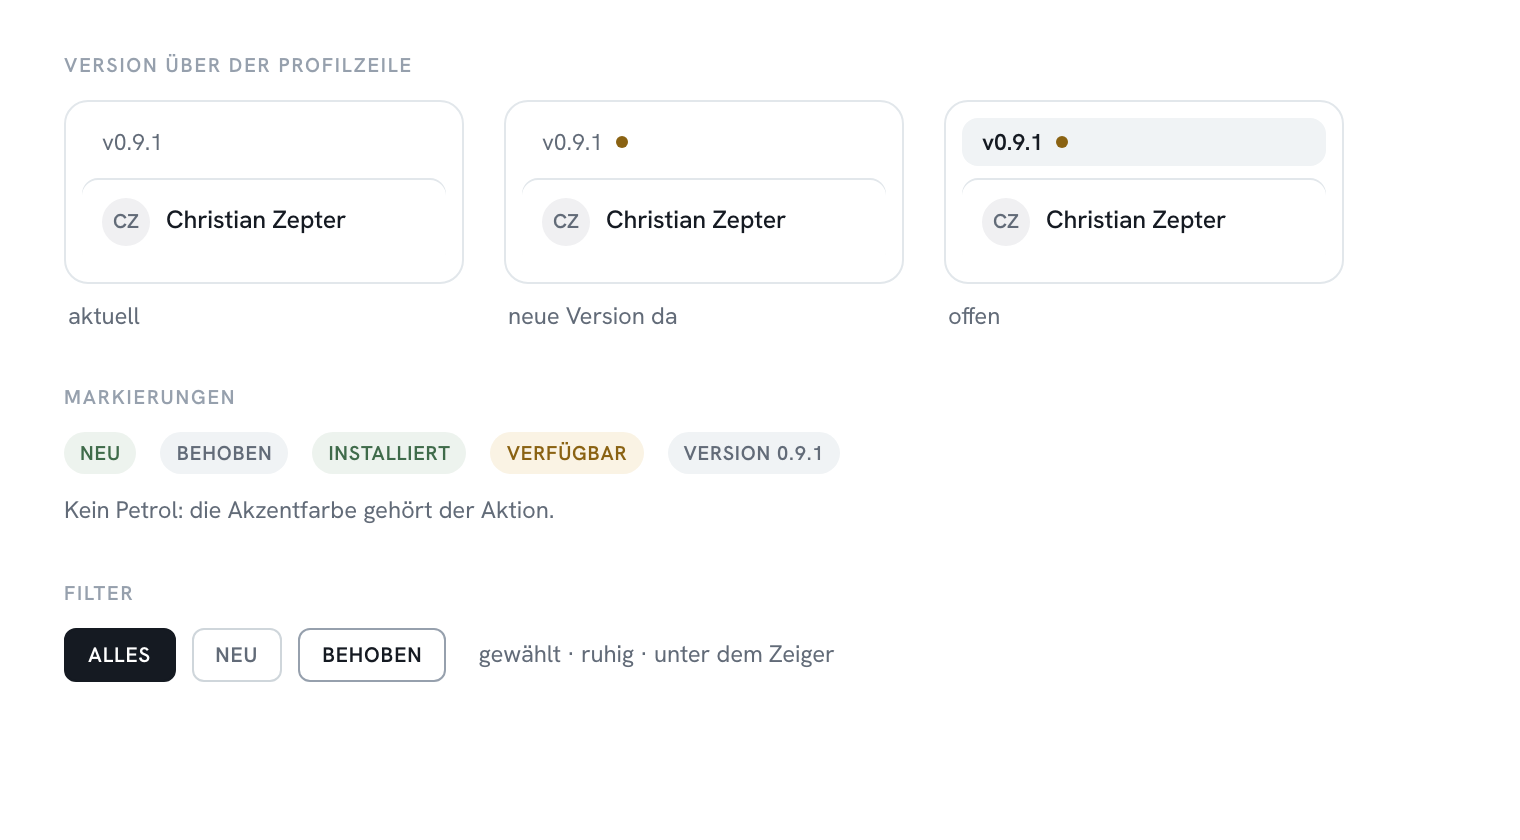 VERSION ÜBER DER PROFILZEILE
v0.9.1
v0.9.1
v0.9.1
CZ Christian Zepter
CZ Christian Zepter
CZ Christian Zepter
aktuell
neue Version da
offen
MARKIERUNGEN
NEU BEHOBEN INSTALLIERT VERFÜGBAR VERSION 0.9.1
Kein Petrol: die Akzentfarbe gehört der Aktion.
FILTER
ALLES NEU BEHOBEN gewählt · ruhig · unter dem Zeiger